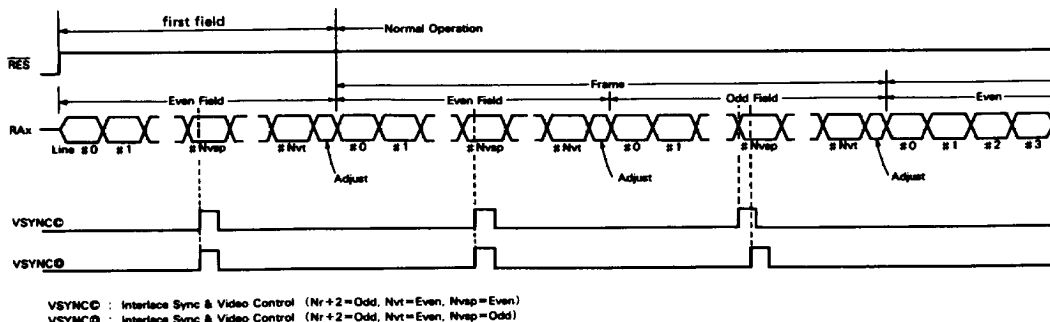 first field
Normal Operation
RES
Frame
Even Field
Even Field
Odd Field
Even
RAx
Line #0 #1 #Nvsp #Nvt #0 #1 #Nvsp #Nvt #0 #1 #Nvsp #Nvt #0 #1 #2 #3
Adjust
Adjust
Adjust
VSYNC©
VSYNC
VSYNC© : Interlace Sync & Video Control (Nr+2=Odd, Nvt=Even, Nvsp=Even)
VSYNC : Interlace Sync & Video Control (Nr+2=Odd, Nvt=Even, Nvsp=Odd)